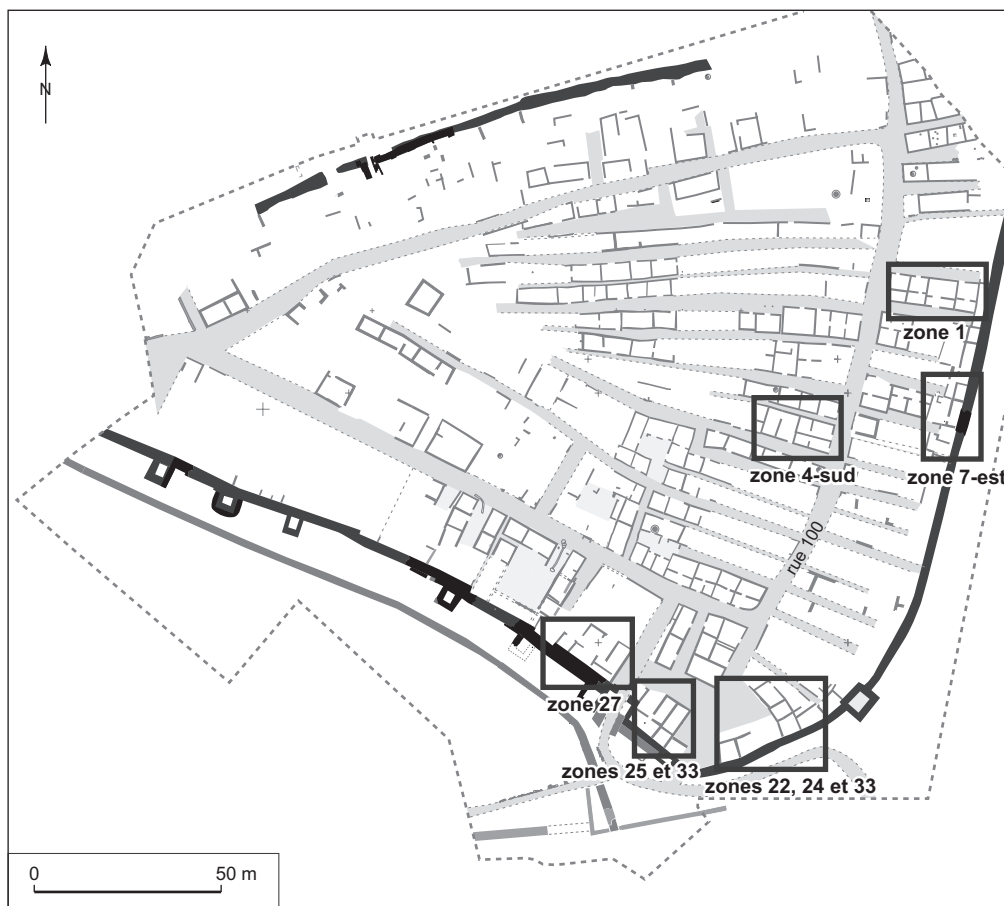 N
zone 1
zone 4-sud
zone 7-est
rue 100
zone 27
zones 25 et 33
zones 22, 24 et 33
0
50 m